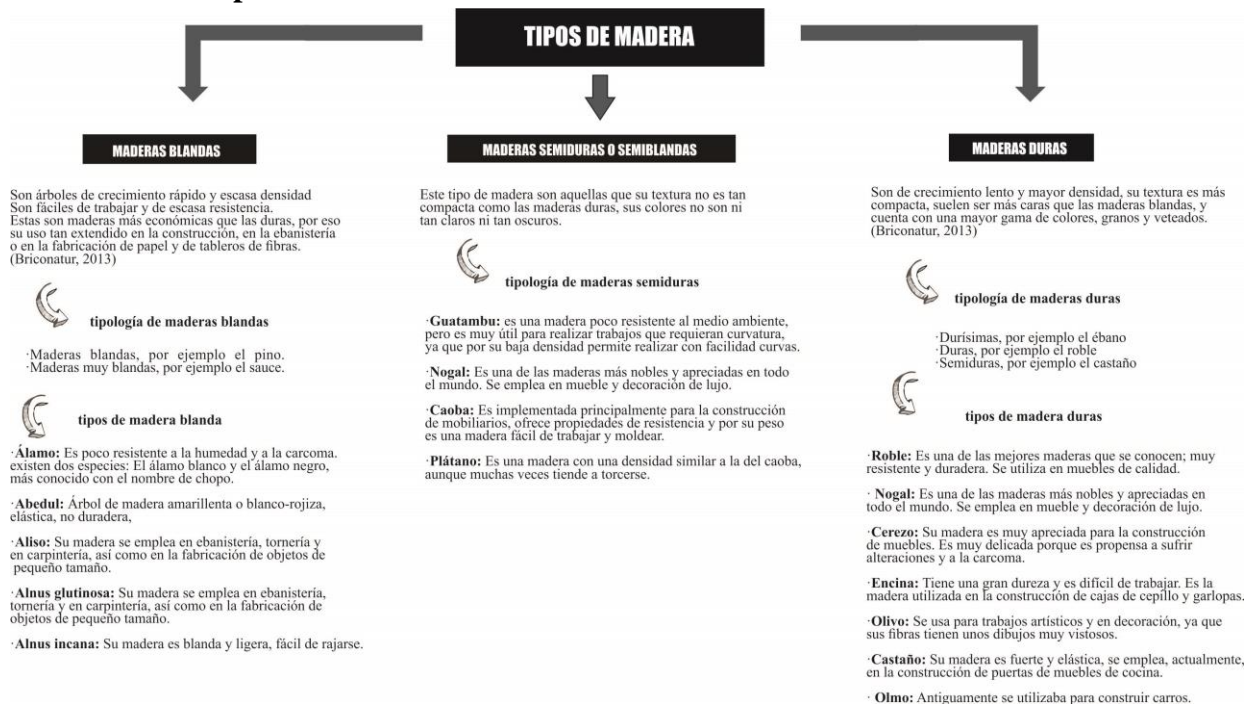 TIPOS DE MADERA
MADERAS BLANDAS
Son árboles de crecimiento rápido y escasa densidad
Son fáciles de trabajar y de escasa resistencia.
Estas son maderas más económicas que las duras, por eso
su uso tan extendido en la construcción, en la ebanistería
o en la fabricación de papel y de tableros de fibras.
(Briconatur, 2013)
tipología de maderas blandas
·Maderas blandas, por ejemplo el pino.
·Maderas muy blandas, por ejemplo el sauce.
tipos de madera blanda
·Álamo: Es poco resistente a la humedad y a la carcoma.
existen dos especies: El álamo blanco y el álamo negro,
más conocido con el nombre de chopo.
·Abedul: Árbol de madera amarillenta o blanco-rojiza,
elástica, no duradera,
·Aliso: Su madera se emplea en ebanistería, tornería y
en carpintería, así como en la fabricación de objetos de
pequeño tamaño.
·Alnus glutinosa: Su madera se emplea en ebanistería,
tornería y en carpintería, así como en la fabricación de
objetos de pequeño tamaño.
·Alnus incana: Su madera es blanda y ligera, fácil de rajarse.
MADERAS SEMIDURAS O SEMIBLANDAS
Este tipo de madera son aquellas que su textura no es tan
compacta como las maderas duras, sus colores no son ni
tan claros ni tan oscuros.
tipología de maderas semiduras
·Guatambu: es una madera poco resistente al medio ambiente,
pero es muy útil para realizar trabajos que requieran curvatura,
ya que por su baja densidad permite realizar con facilidad curvas.
·Nogal: Es una de las maderas más nobles y apreciadas en todo
el mundo. Se emplea en mueble y decoración de lujo.
·Caoba: Es implementada principalmente para la construcción
de mobiliarios, ofrece propiedades de resistencia y por su peso
es una madera fácil de trabajar y moldear.
·Plátano: Es una madera con una densidad similar a la del caoba,
aunque muchas veces tiende a torcerse.
MADERAS DURAS
Son de crecimiento lento y mayor densidad, su textura es más
compacta, suelen ser más caras que las maderas blandas, y
cuenta con una mayor gama de colores, granos y veteados.
(Briconatur, 2013)
tipología de maderas duras
·Durísimas, por ejemplo el ébano
·Duras, por ejemplo el roble
·Semiduras, por ejemplo el castaño
tipos de madera duras
·Roble: Es una de las mejores maderas que se conocen; muy
resistente y duradera. Se utiliza en muebles de calidad.
· Nogal: Es una de las maderas más nobles y apreciadas en
todo el mundo. Se emplea en mueble y decoración de lujo.
·Cerezo: Su madera es muy apreciada para la construcción
de muebles. Es muy delicada porque es propensa a sufrir
alteraciones y a la carcoma.
·Encina: Tiene una gran dureza y es difícil de trabajar. Es la
madera utilizada en la construcción de cajas de cepillo y garlopas.
·Olivo: Se usa para trabajos artísticos y en decoración, ya que
sus fibras tienen unos dibujos muy vistosos.
·Castaño: Su madera es fuerte y elástica, se emplea, actualmente,
en la construcción de puertas de muebles de cocina.
· Olmo: Antiguamente se utilizaba para construir carros.